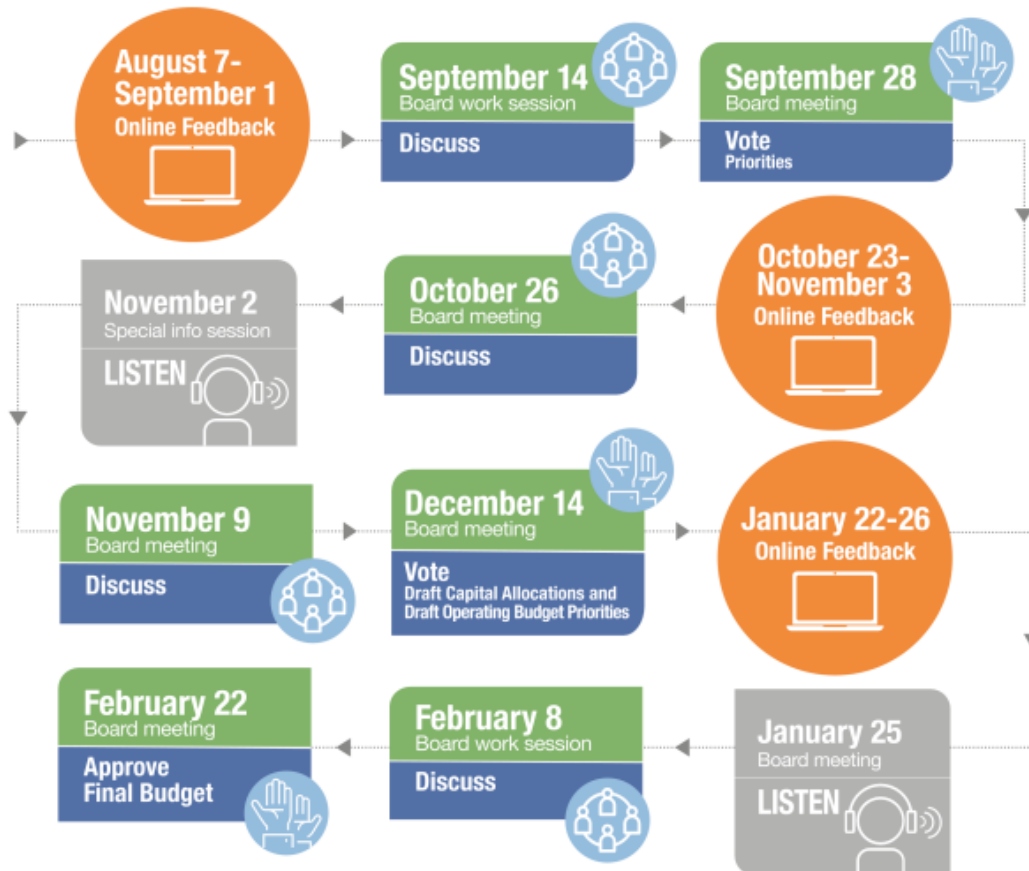 August 7-
September 1
Online Feedback
September 14
Board work session
Discuss
September 28
Board meeting
Vote
Priorities
October 23-
November 3
Online Feedback
October 26
Board meeting
Discuss
November 2
Special info session
LISTEN
November 9
Board meeting
Discuss
December 14
Board meeting
Vote
Draft Capital Allocations and
Draft Operating Budget Priorities
January 22-26
Online Feedback
January 25
Board meeting
LISTEN
February 8
Board work session
Discuss
February 22
Board meeting
Approve
Final Budget